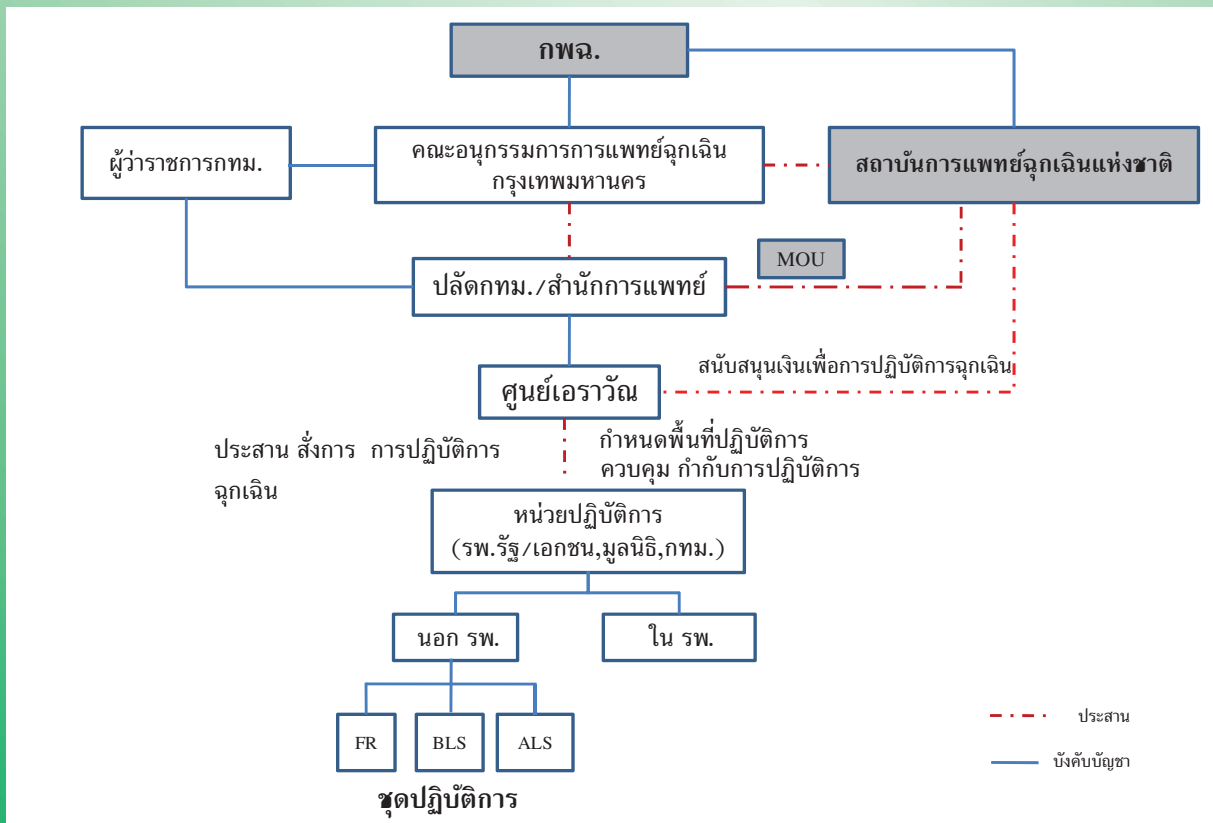 กพฉ.
ผู้ว่าราชการกทม.
คณะอนุกรรมการการแพทย์ฉุกเฉิน
กรุงเทพมหานคร
สถาบันการแพทย์ฉุกเฉินแห่งชาติ
MOU
ปลัดกทม./สำนักการแพทย์
สนับสนุนเงินเพื่อการปฏิบัติการฉุกเฉิน
ศูนย์เอราวัณ
ประสาน สั่งการ การปฏิบัติการ
ฉุกเฉิน
กำหนดพื้นที่ปฏิบัติการ
ควบคุม กำกับการปฏิบัติการ
หน่วยปฏิบัติการ
(รพ.รัฐ/เอกชน,มูลนิธิ,กทม.)
นอก รพ.
ใน รพ.
FR
BLS
ALS
ชุดปฏิบัติการ
ประสาน
บังคับบัญชา